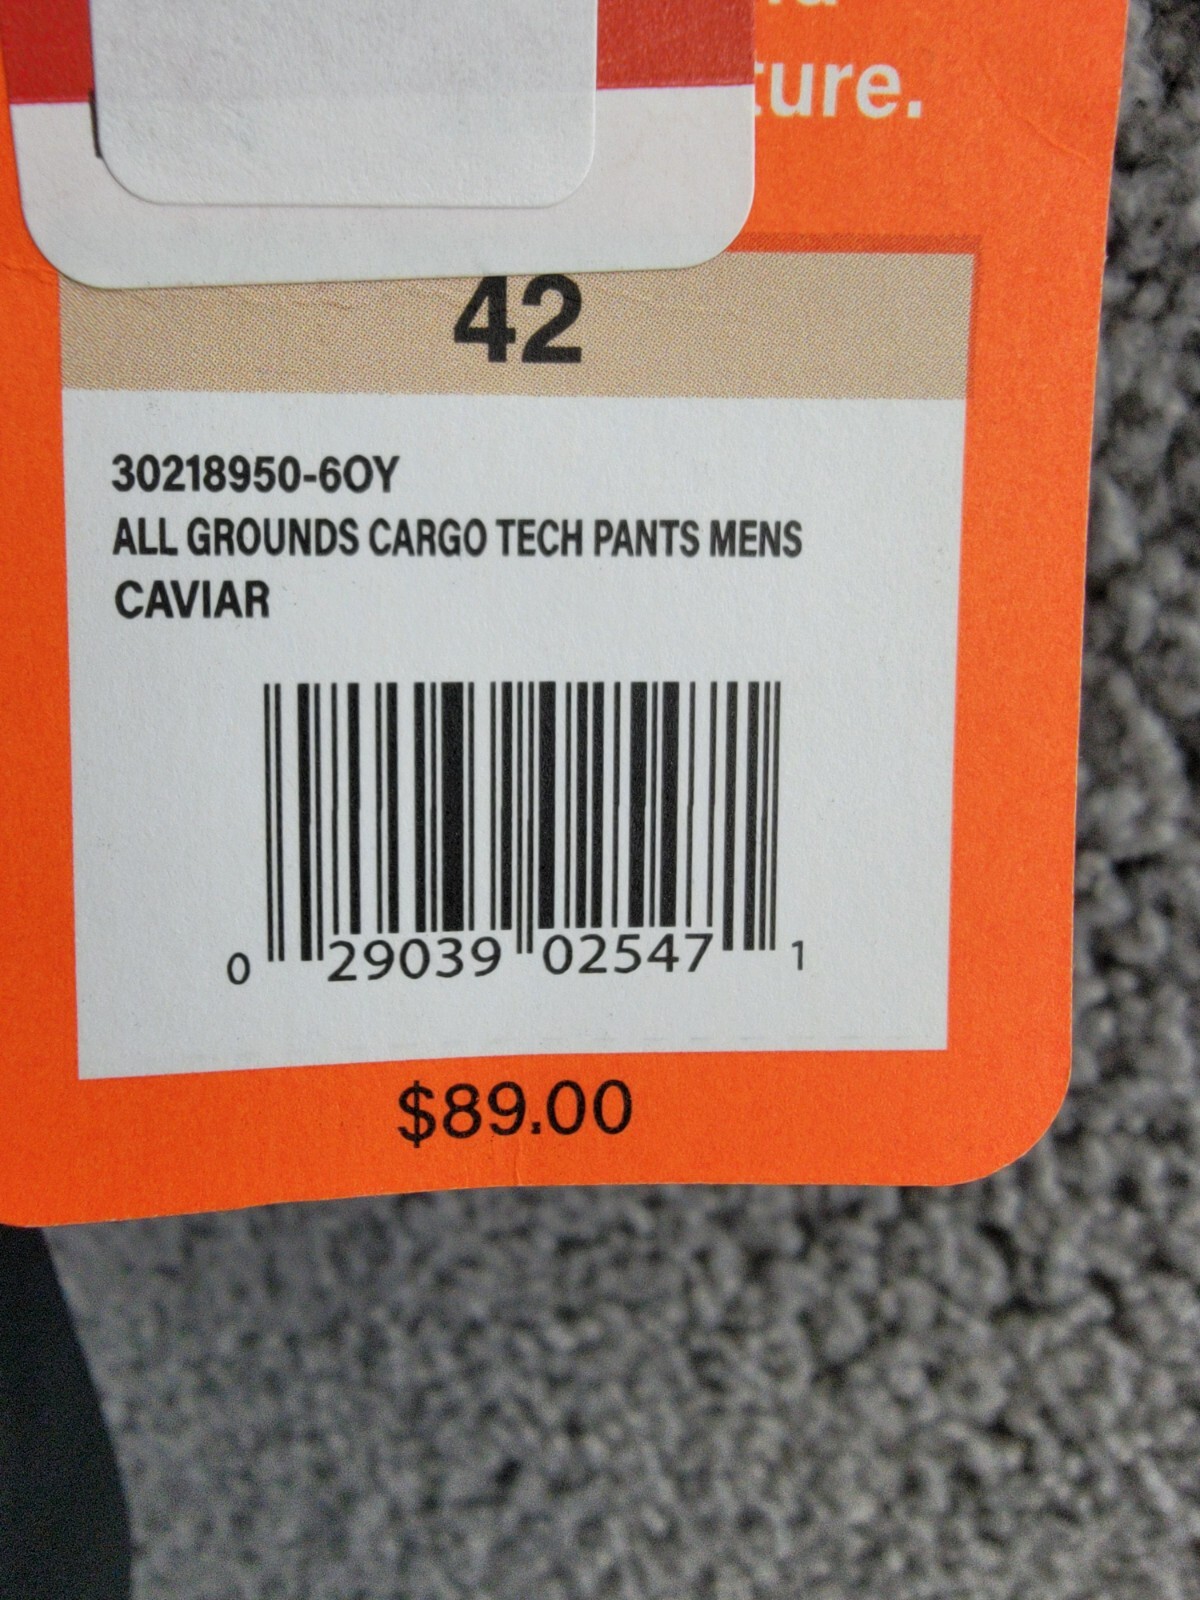 ture.
42
30218950-6OY
ALL GROUNDS CARGO TECH PANTS MENS
CAVIAR
0 29039 02547 1
$89.00